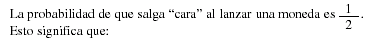 La probabilidad de que salga “cara” al lanzar una moneda es 1/2.
Esto significa que: